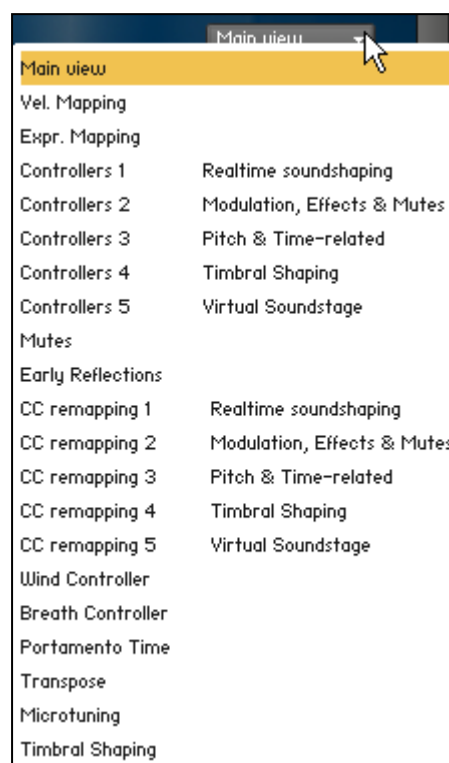 Main view
Main view
Vel. Mapping
Expr. Mapping
Controllers 1 Realtime soundshaping
Controllers 2 Modulation, Effects & Mutes
Controllers 3 Pitch & Time-related
Controllers 4 Timbral Shaping
Controllers 5 Virtual Soundstage
Mutes
Early Reflections
CC remapping 1 Realtime soundshaping
CC remapping 2 Modulation, Effects & Mutes
CC remapping 3 Pitch & Time-related
CC remapping 4 Timbral Shaping
CC remapping 5 Virtual Soundstage
Wind Controller
Breath Controller
Portamento Time
Transpose
Microtuning
Timbral Shaping